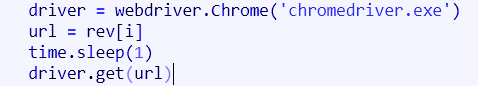 driver = webdriver.Chrome('chromedriver.exe')
url = rev[i]
time.sleep(1)
driver.get(url)